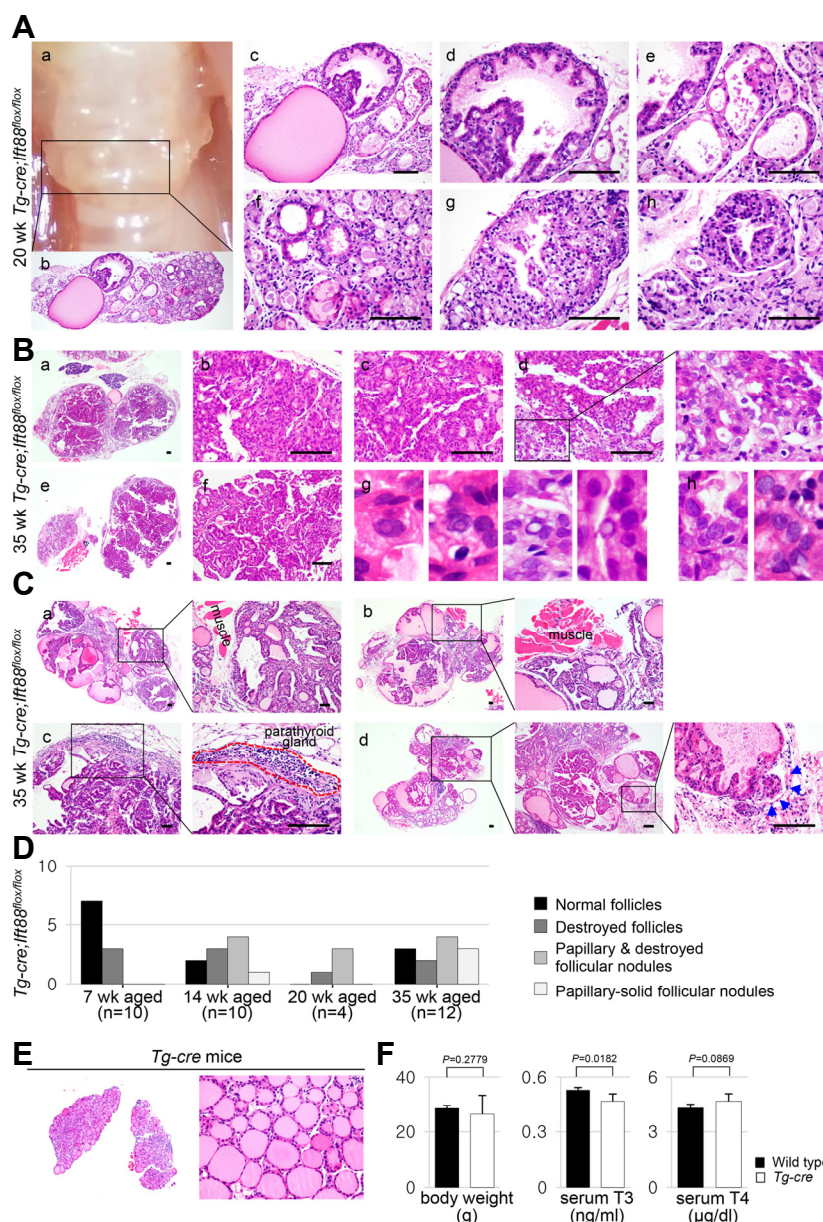 A
20 wk Tg-cre;Ift88flox/flox
a
b
c
d
e
f
g
h
B
35 wk Tg-cre;Ift88flox/flox
a
b
c
d
e
f
g
h
C
35 wk Tg-cre;Ift88flox/flox
a
muscle
b
muscle
c
parathyroid
gland
d
D
Tg-cre;Ift88flox/flox
10
5
0
7 wk aged
(n=10)
14 wk aged
(n=10)
20 wk aged
(n=4)
35 wk aged
(n=12)
Normal follicles
Destroyed follicles
Papillary & destroyed
follicular nodules
Papillary-solid follicular nodules
E
Tg-cre mice
F
P=0.2779
40
20
0
body weight
(g)
P=0.0182
0.6
0.3
0
serum T3
(ng/ml)
P=0.0869
6
3
0
serum T4
(μg/dl)
Wild type
Tg-cre